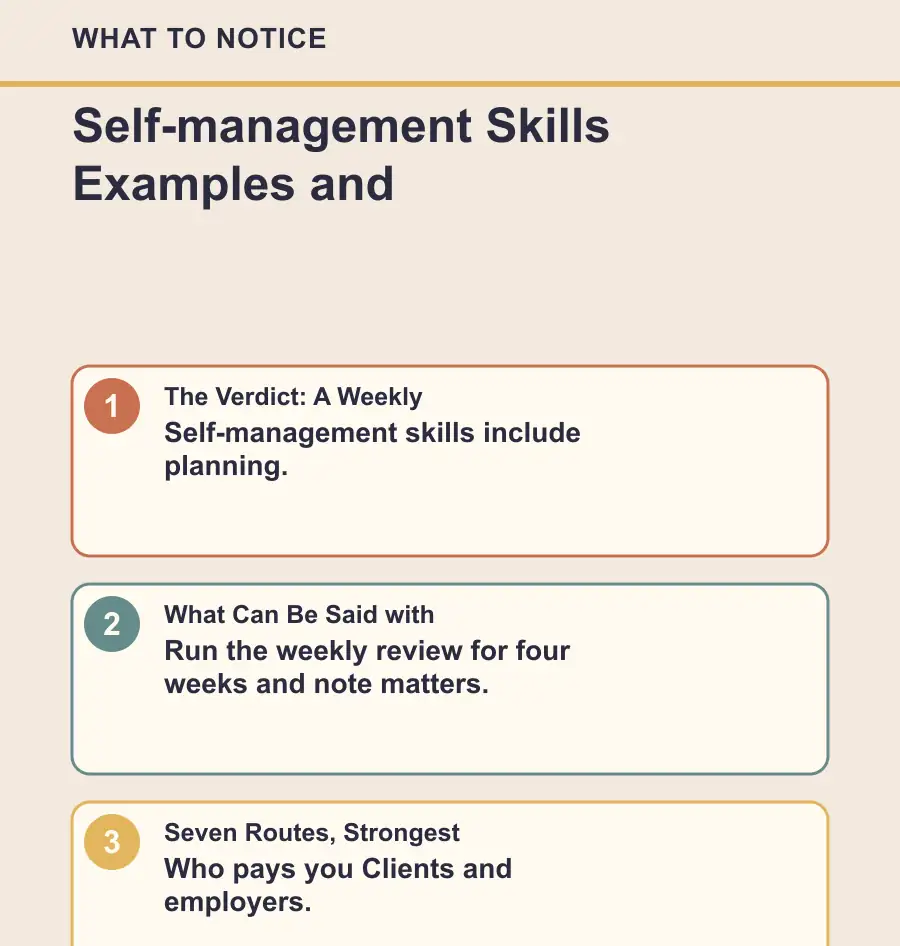 WHAT TO NOTICE
Self-management Skills
Examples and
1
The Verdict: A Weekly
Self-management skills include
planning.
2
What Can Be Said with
Run the weekly review for four
weeks and note matters.
3
Seven Routes, Strongest
Who pays you Clients and
employers.